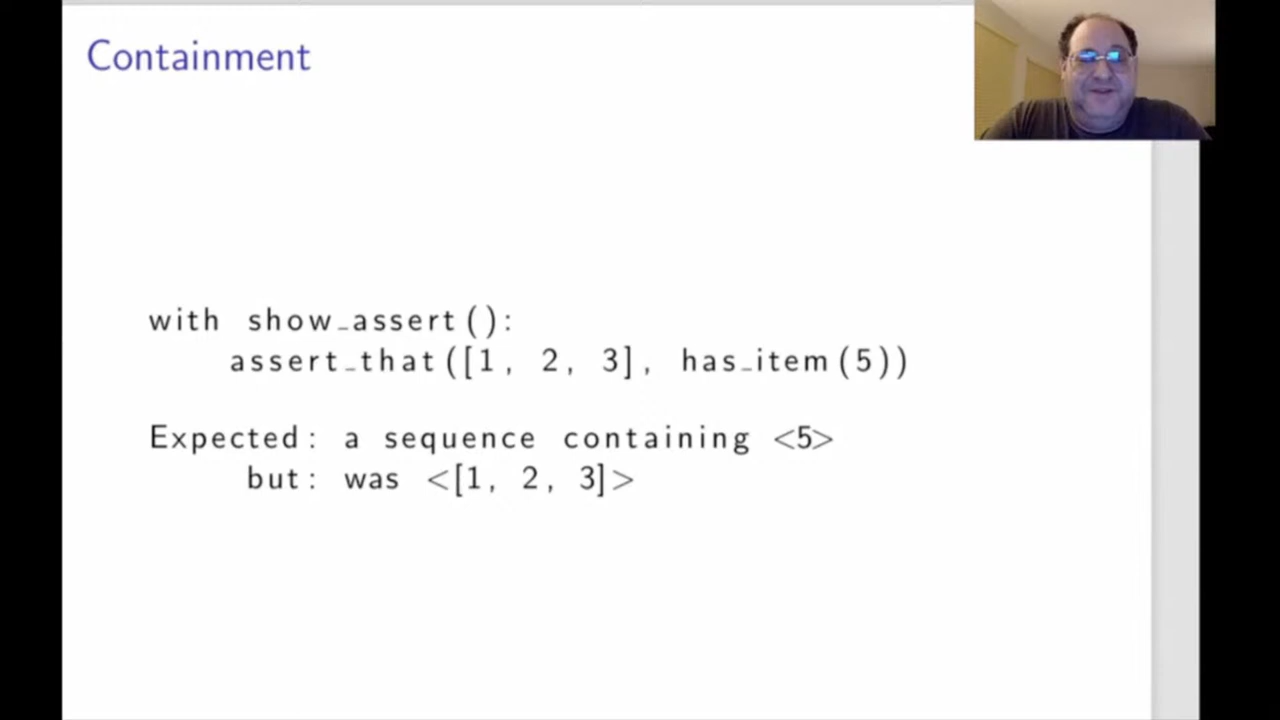 Containment
with show_assert():
assert_that([1, 2, 3], has_item(5))
Expected: a sequence containing <5>
but: was <[1, 2, 3]>